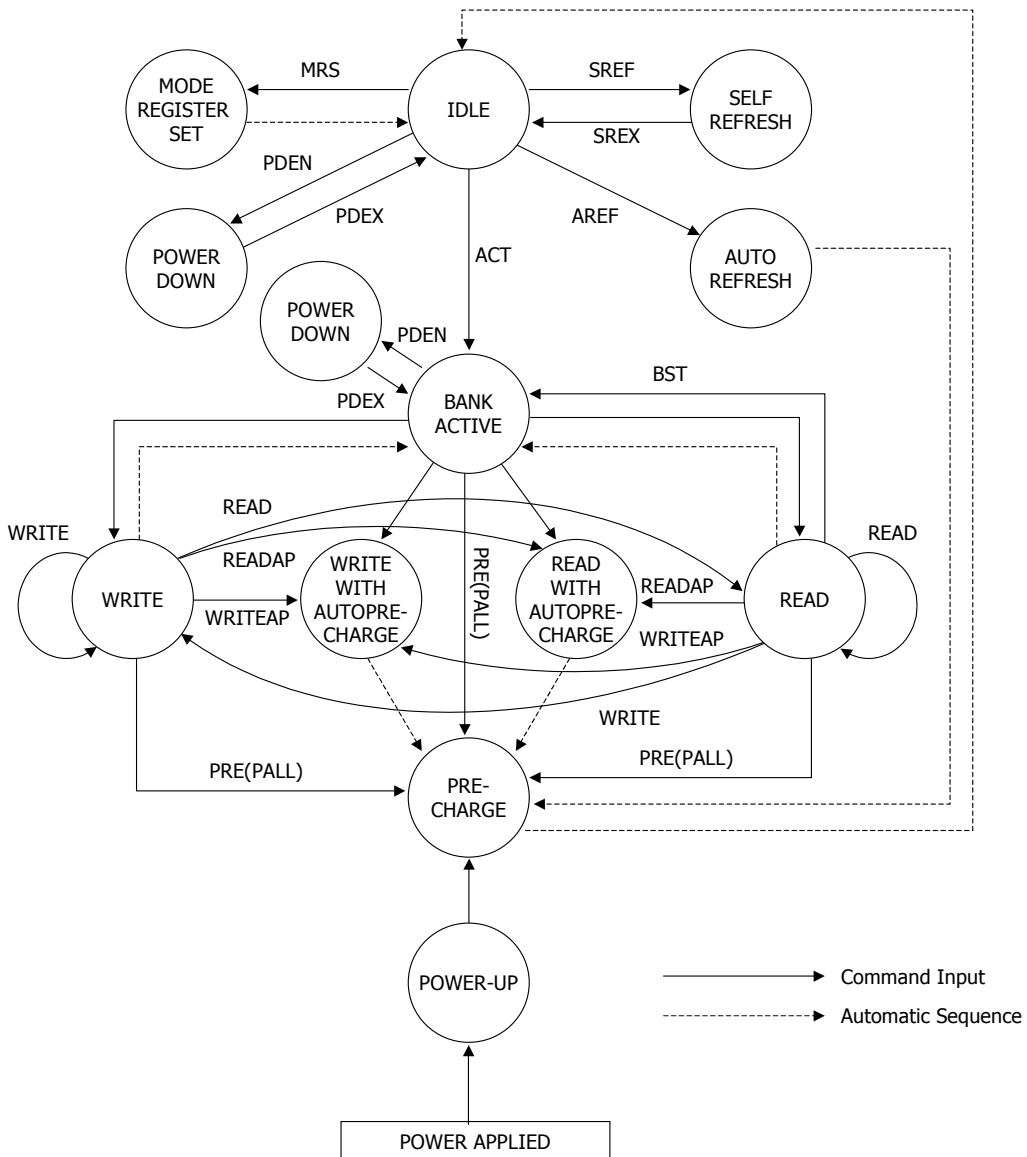 MRS
SREF
MODE
REGISTER
SET
IDLE
SELF
REFRESH
SREX
PDEN
PDEX
AREF
POWER
DOWN
ACT
AUTO
REFRESH
POWER
DOWN
PDEN
PDEX
BST
BANK
ACTIVE
WRITE
READ
READ
READAP
WRITE
WRITEAP
WRITE
WITH
AUTOPRE-
CHARGE
PRE(PALL)
READ
WITH
AUTOPRE-
CHARGE
READAP
READ
WRITEAP
WRITE
PRE(PALL)
PRE(PALL)
PRE-
CHARGE
POWER-UP
Command Input
Automatic Sequence
POWER APPLIED